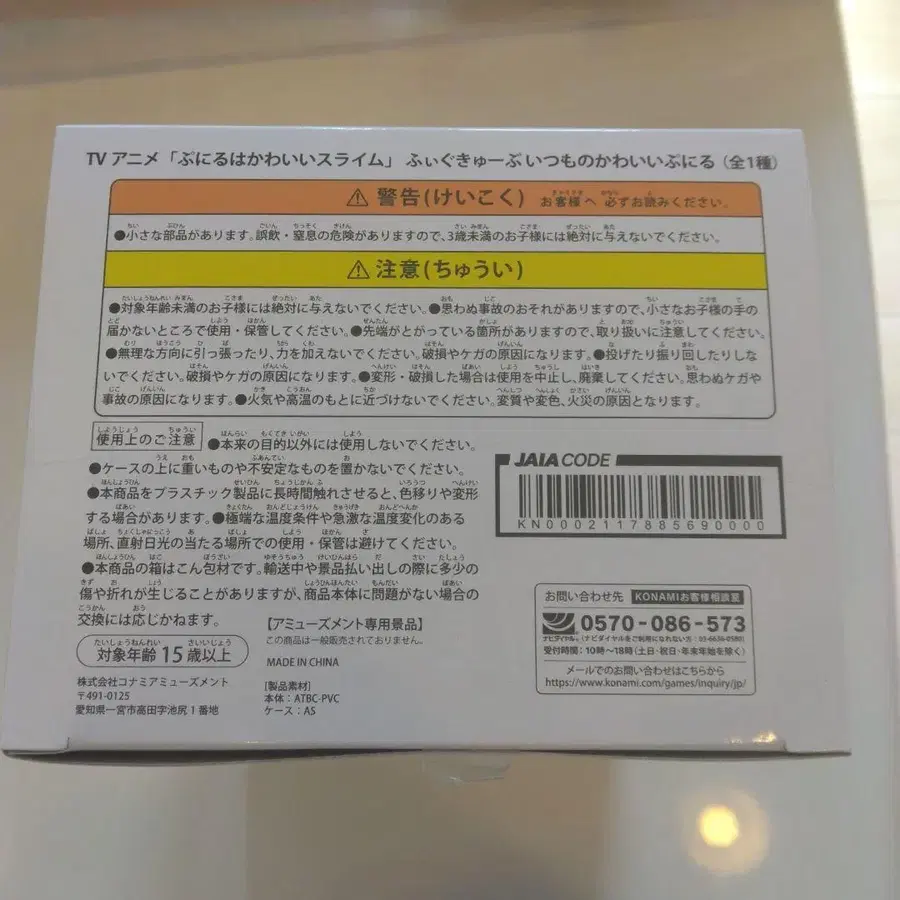 TV アニメ「ぷにるはかわいいスライム」 ふぃぐきゅーぶ いつものかわいいぷにる（全1種）
⚠ 警告(けいこく) お客様へ 必ずお読みください。
●小さな部品があります。誤飲・窒息の危険がありますので、3歳未満のお子様には絶対に与えないでください。
⚠ 注意(ちゅうい)
●対象年齢未満のお子様には絶対に与えないでください。●思わぬ事故のおそれがありますので、小さなお子様の手の
届かないところで使用・保管してください。●先端がとがっている箇所がありますので、取り扱いに注意してください。
●無理な方向に引っ張ったり、力を加えないでください。破損やケガの原因になります。●投げたり振り回したりしな
いでください。破損やケガの原因になります。●変形・破損した場合は使用を中止し、廃棄してください。思わぬケガや
事故の原因になります。●火気や高温のもとに近づけないでください。変質や変色、火災の原因となります。
使用上のご注意 ●本来の目的以外には使用しないでください。
●ケースの上に重いものや不安定なものを置かないでください。
●本商品をプラスチック製品に長時間触れさせると、色移りや変形
する場合があります。●極端な温度条件や急激な温度変化のある
場所、直射日光の当たる場所での使用・保管は避けてください。
●本商品の箱はこん包材です。輸送中や景品払い出しの際に多少の
傷や折れが生じることがありますが、商品本体に問題がない場合の
交換には応じかねます。
対象年齢 15歳以上
株式会社コナミアミューズメント
〒491-0125
愛知県一宮市高田字池尻1番地
【アミューズメント専用景品】
この商品は一般販売されておりません。
MADE IN CHINA
[製品素材]
本体：ATBC-PVC
ケース：AS
JAIA CODE
KN00021178856900​00
お問い合わせ先 KONAMIお客様相談室
ナビダイヤル 0570-086-573
(ナビダイヤルをご利用になれない方：03-6636-0580)
受付時間：10時～18時(土日・祝日・年末年始を除く)
メールでのお問い合わせはこちらから
https://www.konami.com/games/inquiry/jp/